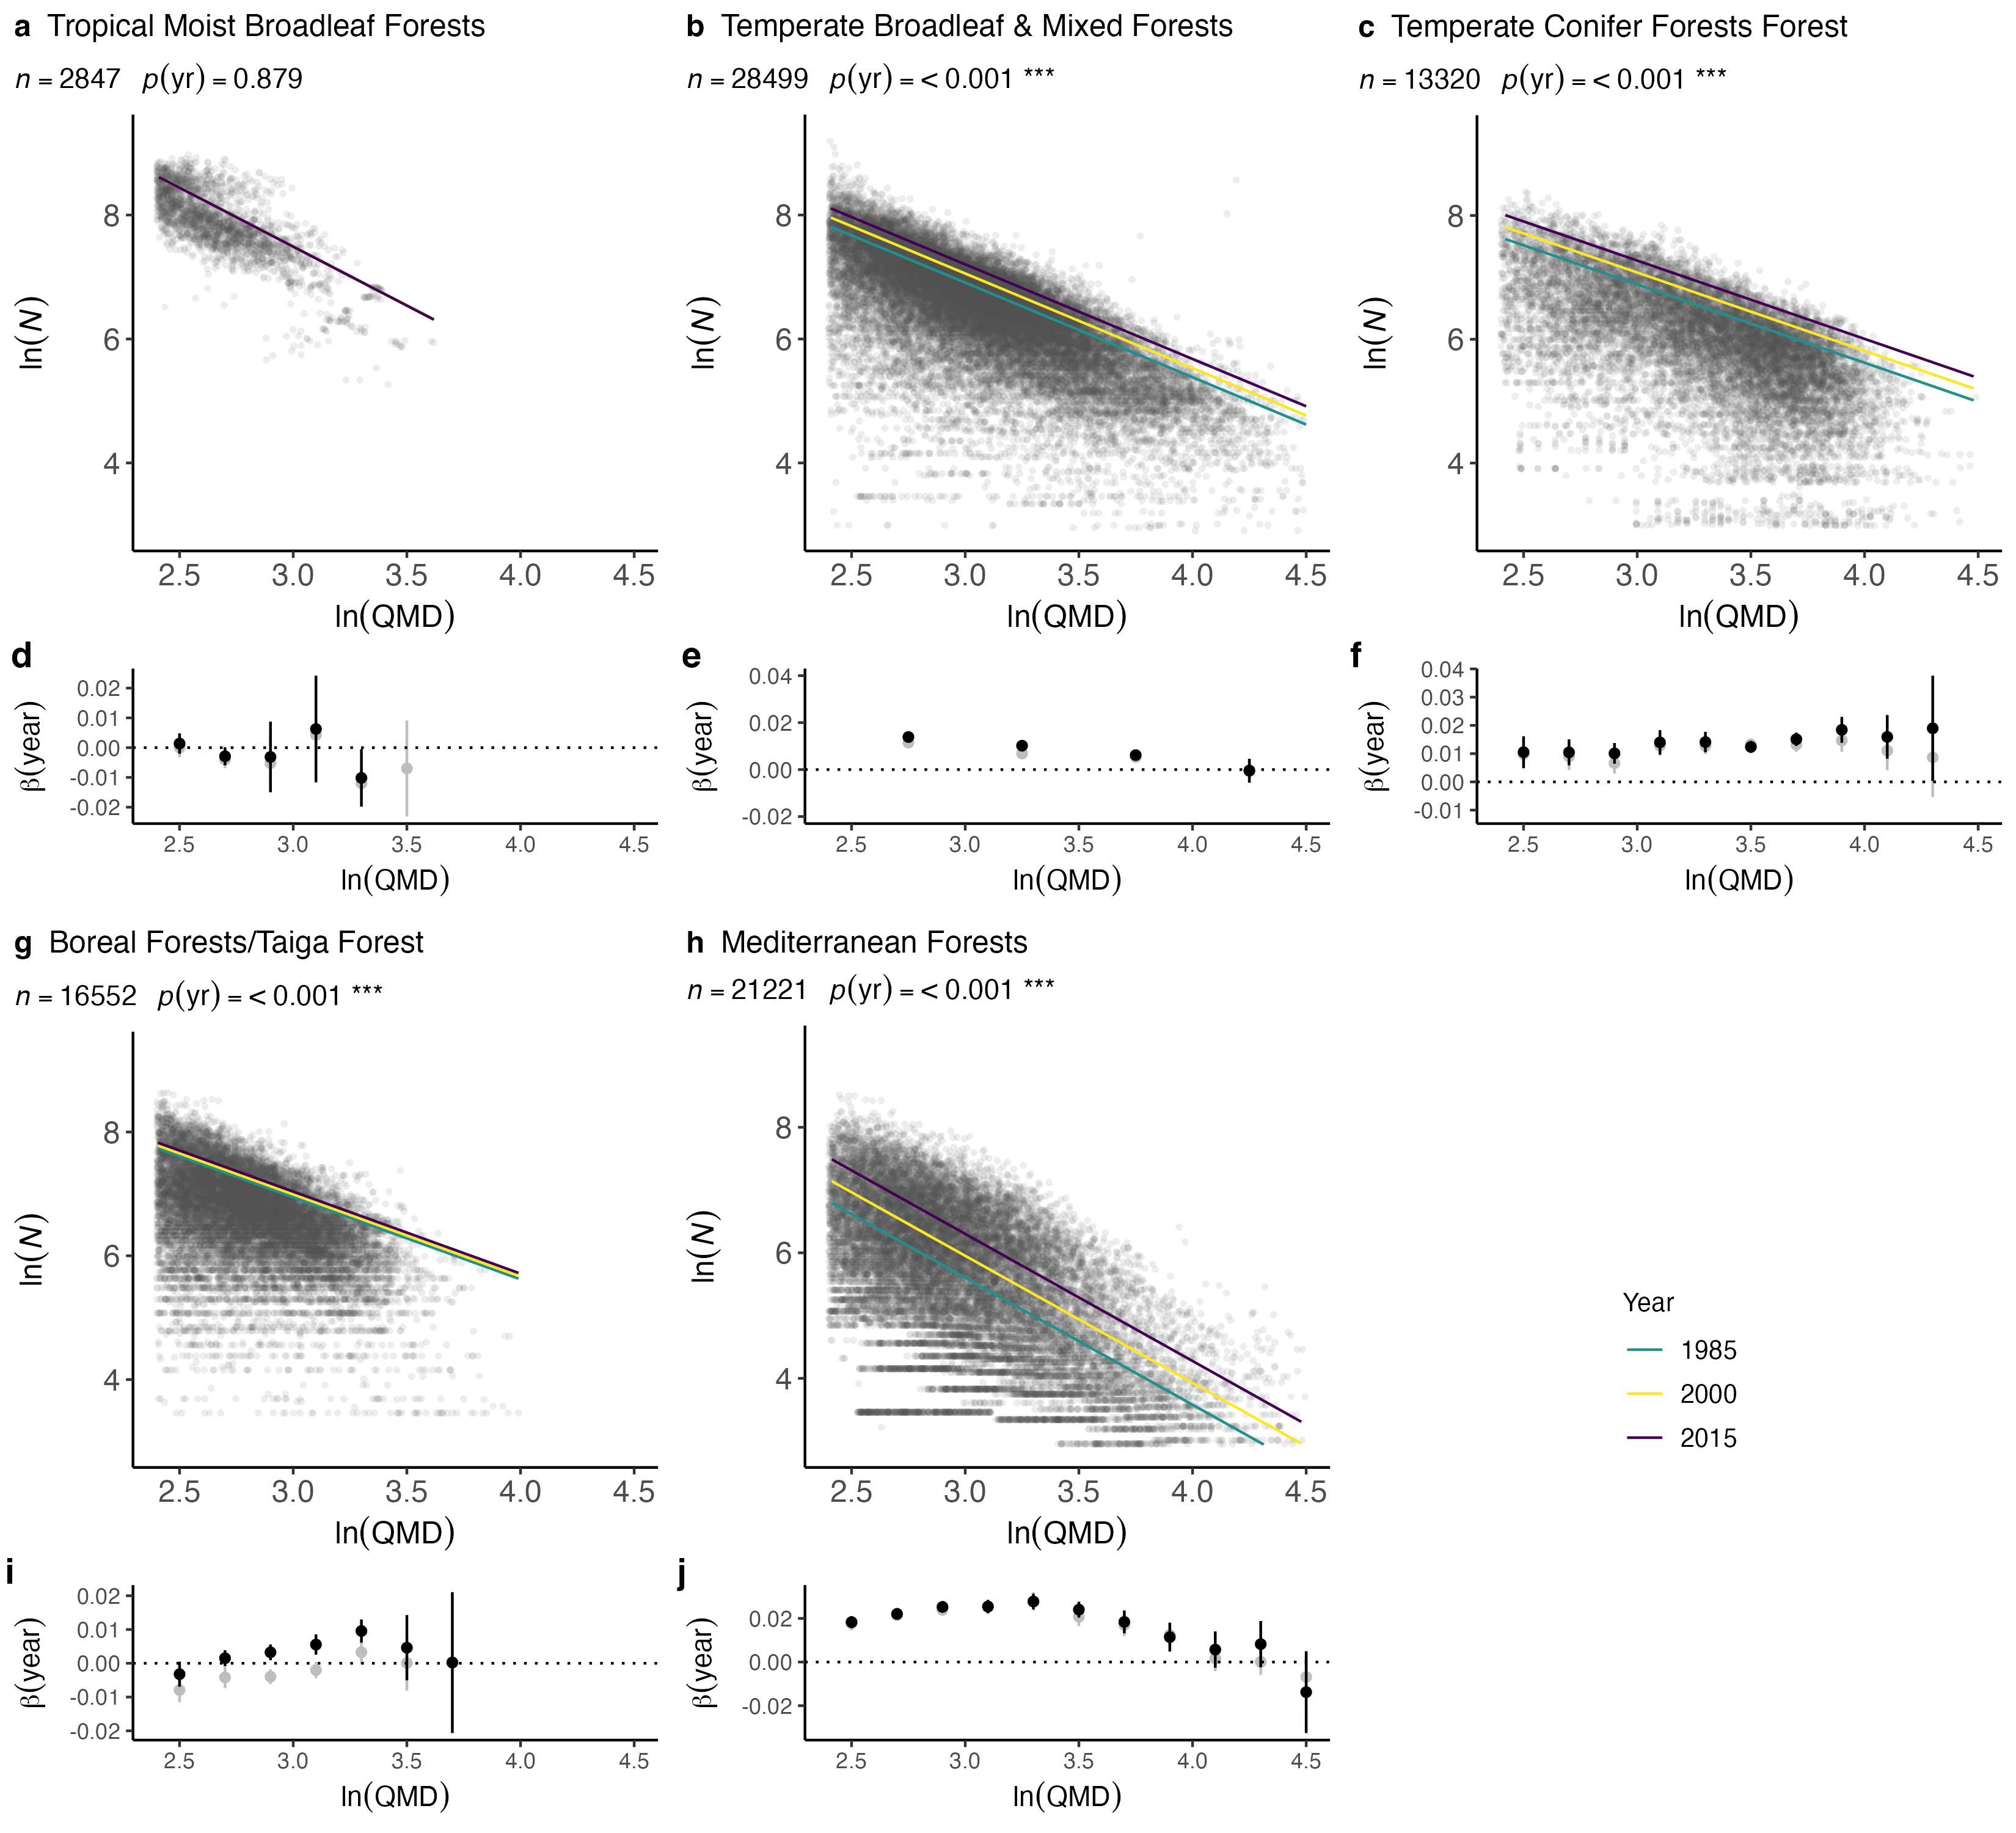 a Tropical Moist Broadleaf Forests
n = 2847 p(yr) = 0.879
ln(N)
8
6
4
2.5 3.0 3.5 4.0 4.5
ln(QMD)
b Temperate Broadleaf & Mixed Forests
n = 28499 p(yr) = < 0.001 ***
ln(N)
8
6
4
2.5 3.0 3.5 4.0 4.5
ln(QMD)
c Temperate Conifer Forests Forest
n = 13320 p(yr) = < 0.001 ***
ln(N)
8
6
4
2.5 3.0 3.5 4.0 4.5
ln(QMD)
d
β(year)
0.02
0.01
0.00
-0.01
-0.02
2.5 3.0 3.5 4.0 4.5
ln(QMD)
e
β(year)
0.04
0.02
0.00
-0.02
2.5 3.0 3.5 4.0 4.5
ln(QMD)
f
β(year)
0.04
0.03
0.02
0.01
0.00
-0.01
2.5 3.0 3.5 4.0 4.5
ln(QMD)
g Boreal Forests/Taiga Forest
n = 16552 p(yr) = < 0.001 ***
ln(N)
8
6
4
2.5 3.0 3.5 4.0 4.5
ln(QMD)
h Mediterranean Forests
n = 21221 p(yr) = < 0.001 ***
ln(N)
8
6
4
2.5 3.0 3.5 4.0 4.5
ln(QMD)
Year
1985
2000
2015
i
β(year)
0.02
0.01
0.00
-0.01
-0.02
2.5 3.0 3.5 4.0 4.5
ln(QMD)
j
β(year)
0.02
0.00
-0.02
2.5 3.0 3.5 4.0 4.5
ln(QMD)